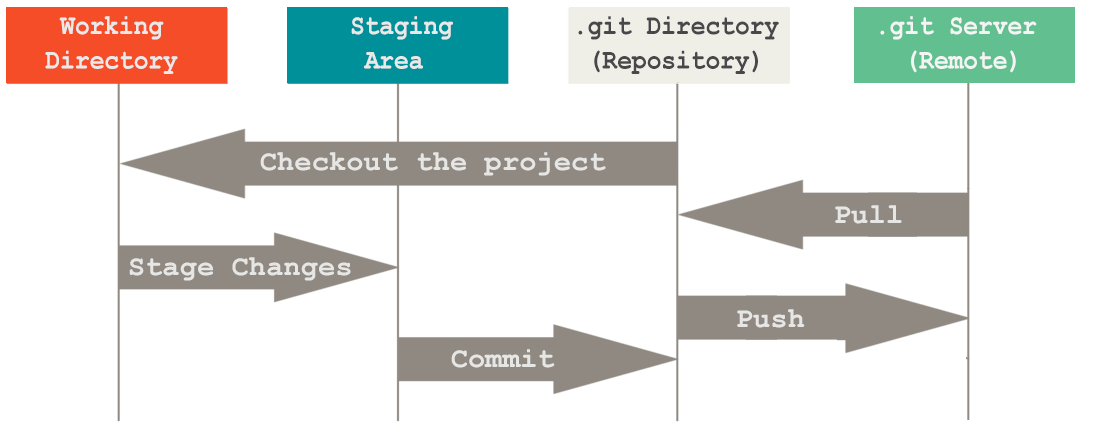 Working
Directory
Staging
Area
.git Directory
(Repository)
.git Server
(Remote)
Checkout the project
Pull
Stage Changes
Push
Commit